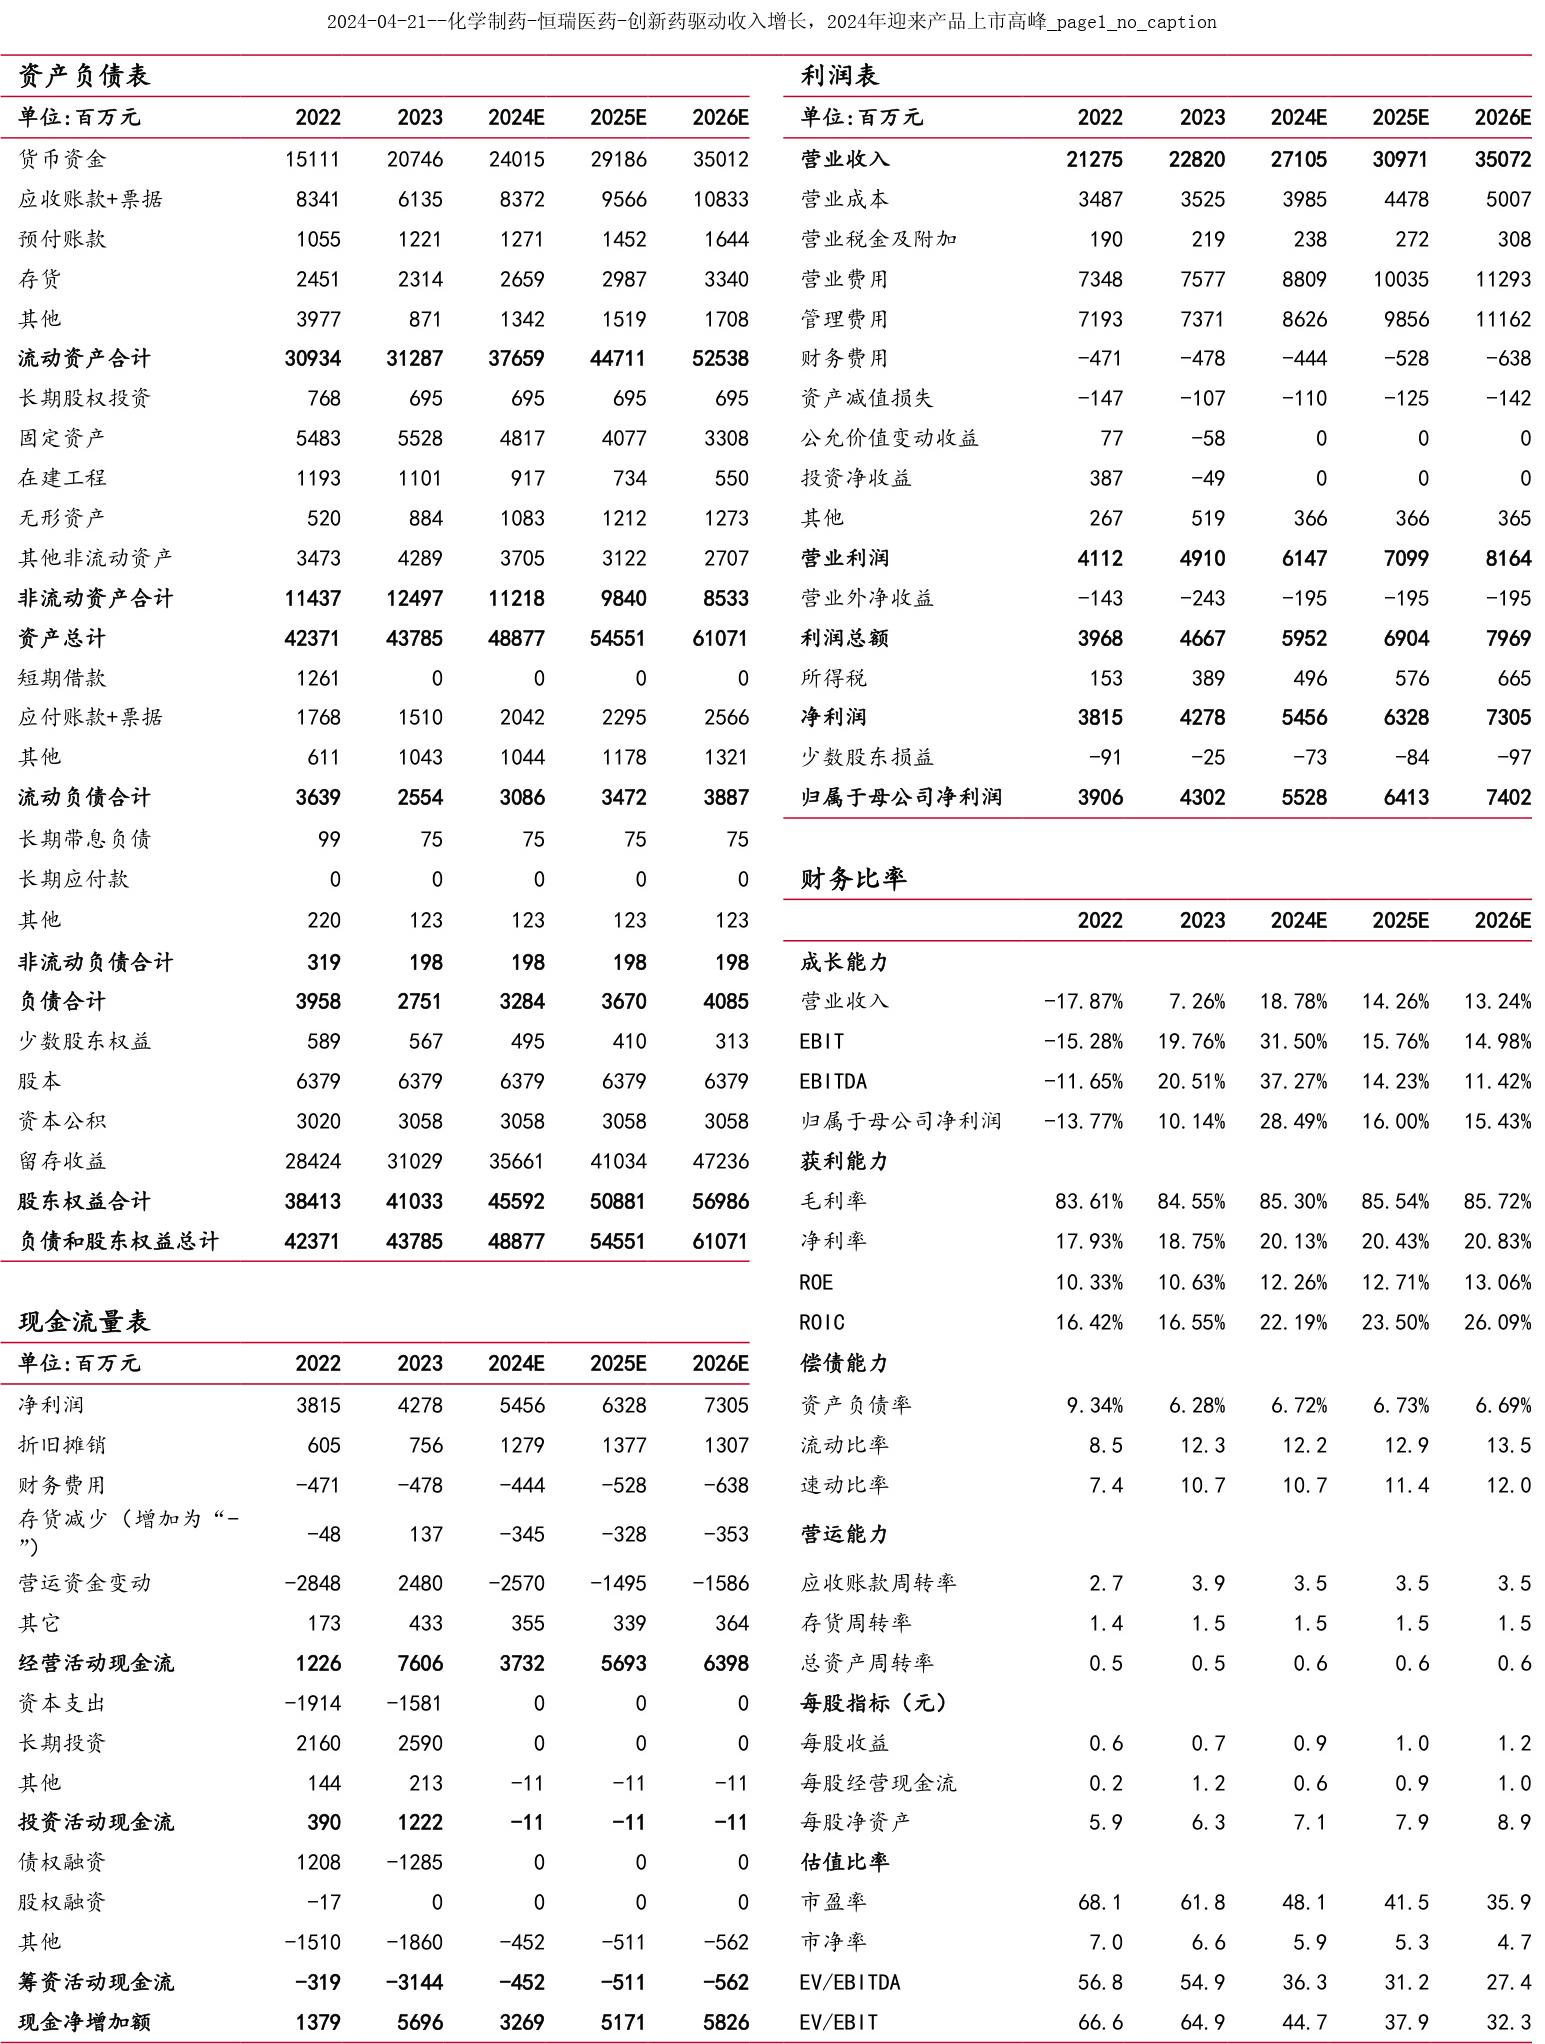 2024-04-21--化学制药-恒瑞医药-创新药驱动收入增长，2024年迎来产品上市高峰_page1_no_caption
资产负债表
单位:百万元 2022 2023 2024E 2025E 2026E
货币资金 15111 20746 24015 29186 35012
应收账款+票据 8341 6135 8372 9566 10833
预付账款 1055 1221 1271 1452 1644
存货 2451 2314 2659 2987 3340
其他 3977 871 1342 1519 1708
流动资产合计 30934 31287 37659 44711 52538
长期股权投资 768 695 695 695 695
固定资产 5483 5528 4817 4077 3308
在建工程 1193 1101 917 734 550
无形资产 520 884 1083 1212 1273
其他非流动资产 3473 4289 3705 3122 2707
非流动资产合计 11437 12497 11218 9840 8533
资产总计 42371 43785 48877 54551 61071
短期借款 1261 0 0 0 0
应付账款+票据 1768 1510 2042 2295 2566
其他 611 1043 1044 1178 1321
流动负债合计 3639 2554 3086 3472 3887
长期带息负债 99 75 75 75 75
长期应付款 0 0 0 0 0
其他 220 123 123 123 123
非流动负债合计 319 198 198 198 198
负债合计 3958 2751 3284 3670 4085
少数股东权益 589 567 495 410 313
股本 6379 6379 6379 6379 6379
资本公积 3020 3058 3058 3058 3058
留存收益 28424 31029 35661 41034 47236
股东权益合计 38413 41033 45592 50881 56986
负债和股东权益总计 42371 43785 48877 54551 61071
现金流量表
单位:百万元 2022 2023 2024E 2025E 2026E
净利润 3815 4278 5456 6328 7305
折旧摊销 605 756 1279 1377 1307
财务费用 -471 -478 -444 -528 -638
存货减少（增加为“-
”） -48 137 -345 -328 -353
营运资金变动 -2848 2480 -2570 -1495 -1586
其它 173 433 355 339 364
经营活动现金流 1226 7606 3732 5693 6398
资本支出 -1914 -1581 0 0 0
长期投资 2160 2590 0 0 0
其他 144 213 -11 -11 -11
投资活动现金流 390 1222 -11 -11 -11
债权融资 1208 -1285 0 0 0
股权融资 -17 0 0 0 0
其他 -1510 -1860 -452 -511 -562
筹资活动现金流 -319 -3144 -452 -511 -562
现金净增加额 1379 5696 3269 5171 5826
利润表
单位:百万元 2022 2023 2024E 2025E 2026E
营业收入 21275 22820 27105 30971 35072
营业成本 3487 3525 3985 4478 5007
营业税金及附加 190 219 238 272 308
营业费用 7348 7577 8809 10035 11293
管理费用 7193 7371 8626 9856 11162
财务费用 -471 -478 -444 -528 -638
资产减值损失 -147 -107 -110 -125 -142
公允价值变动收益 77 -58 0 0 0
投资净收益 387 -49 0 0 0
其他 267 519 366 366 365
营业利润 4112 4910 6147 7099 8164
营业外净收益 -143 -243 -195 -195 -195
利润总额 3968 4667 5952 6904 7969
所得税 153 389 496 576 665
净利润 3815 4278 5456 6328 7305
少数股东损益 -91 -25 -73 -84 -97
归属于母公司净利润 3906 4302 5528 6413 7402
财务比率
2022 2023 2024E 2025E 2026E
成长能力
营业收入 -17.87% 7.26% 18.78% 14.26% 13.24%
EBIT -15.28% 19.76% 31.50% 15.76% 14.98%
EBITDA -11.65% 20.51% 37.27% 14.23% 11.42%
归属于母公司净利润 -13.77% 10.14% 28.49% 16.00% 15.43%
获利能力
毛利率 83.61% 84.55% 85.30% 85.54% 85.72%
净利率 17.93% 18.75% 20.13% 20.43% 20.83%
ROE 10.33% 10.63% 12.26% 12.71% 13.06%
ROIC 16.42% 16.55% 22.19% 23.50% 26.09%
偿债能力
资产负债率 9.34% 6.28% 6.72% 6.73% 6.69%
流动比率 8.5 12.3 12.2 12.9 13.5
速动比率 7.4 10.7 10.7 11.4 12.0
营运能力
应收账款周转率 2.7 3.9 3.5 3.5 3.5
存货周转率 1.4 1.5 1.5 1.5 1.5
总资产周转率 0.5 0.5 0.6 0.6 0.6
每股指标（元）
每股收益 0.6 0.7 0.9 1.0 1.2
每股经营现金流 0.2 1.2 0.6 0.9 1.0
每股净资产 5.9 6.3 7.1 7.9 8.9
估值比率
市盈率 68.1 61.8 48.1 41.5 35.9
市净率 7.0 6.6 5.9 5.3 4.7
EV/EBITDA 56.8 54.9 36.3 31.2 27.4
EV/EBIT 66.6 64.9 44.7 37.9 32.3